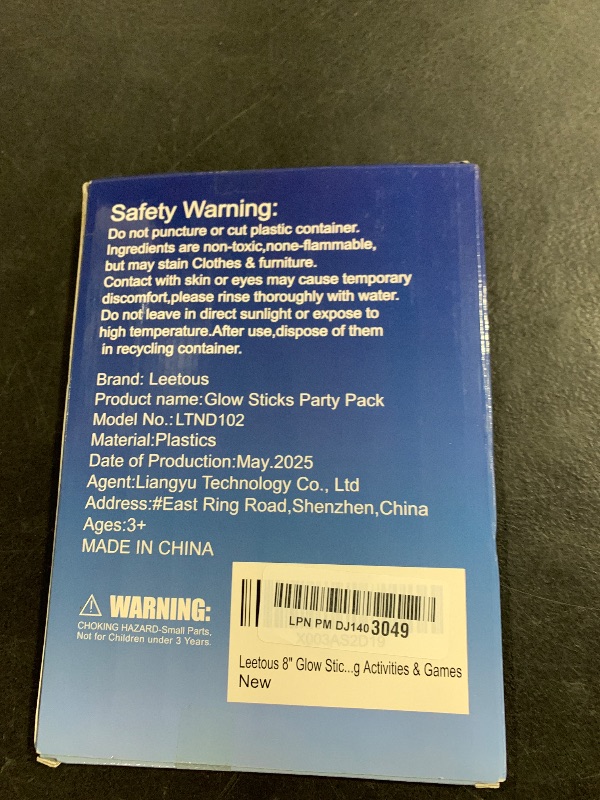 Safety Warning:
Do not puncture or cut plastic container.
Ingredients are non-toxic,none-flammable,
but may stain Clothes & furniture.
Contact with skin or eyes may cause temporary
discomfort,please rinse thoroughly with water.
Do not leave in direct sunlight or expose to
high temperature.After use,dispose of them
in recycling container.
Brand: Leetous
Product name:Glow Sticks Party Pack
Model No.:LTND102
Material:Plastics
Date of Production:May.2025
Agent:Liangyu Technology Co., Ltd
Address:#East Ring Road,Shenzhen,China
Ages:3+
MADE IN CHINA
WARNING:
CHOKING HAZARD-Small Parts.
Not for Children under 3 Years.
LPN PM DJ140 3049
Leetous 8" Glow Stic...g Activities & Games
New